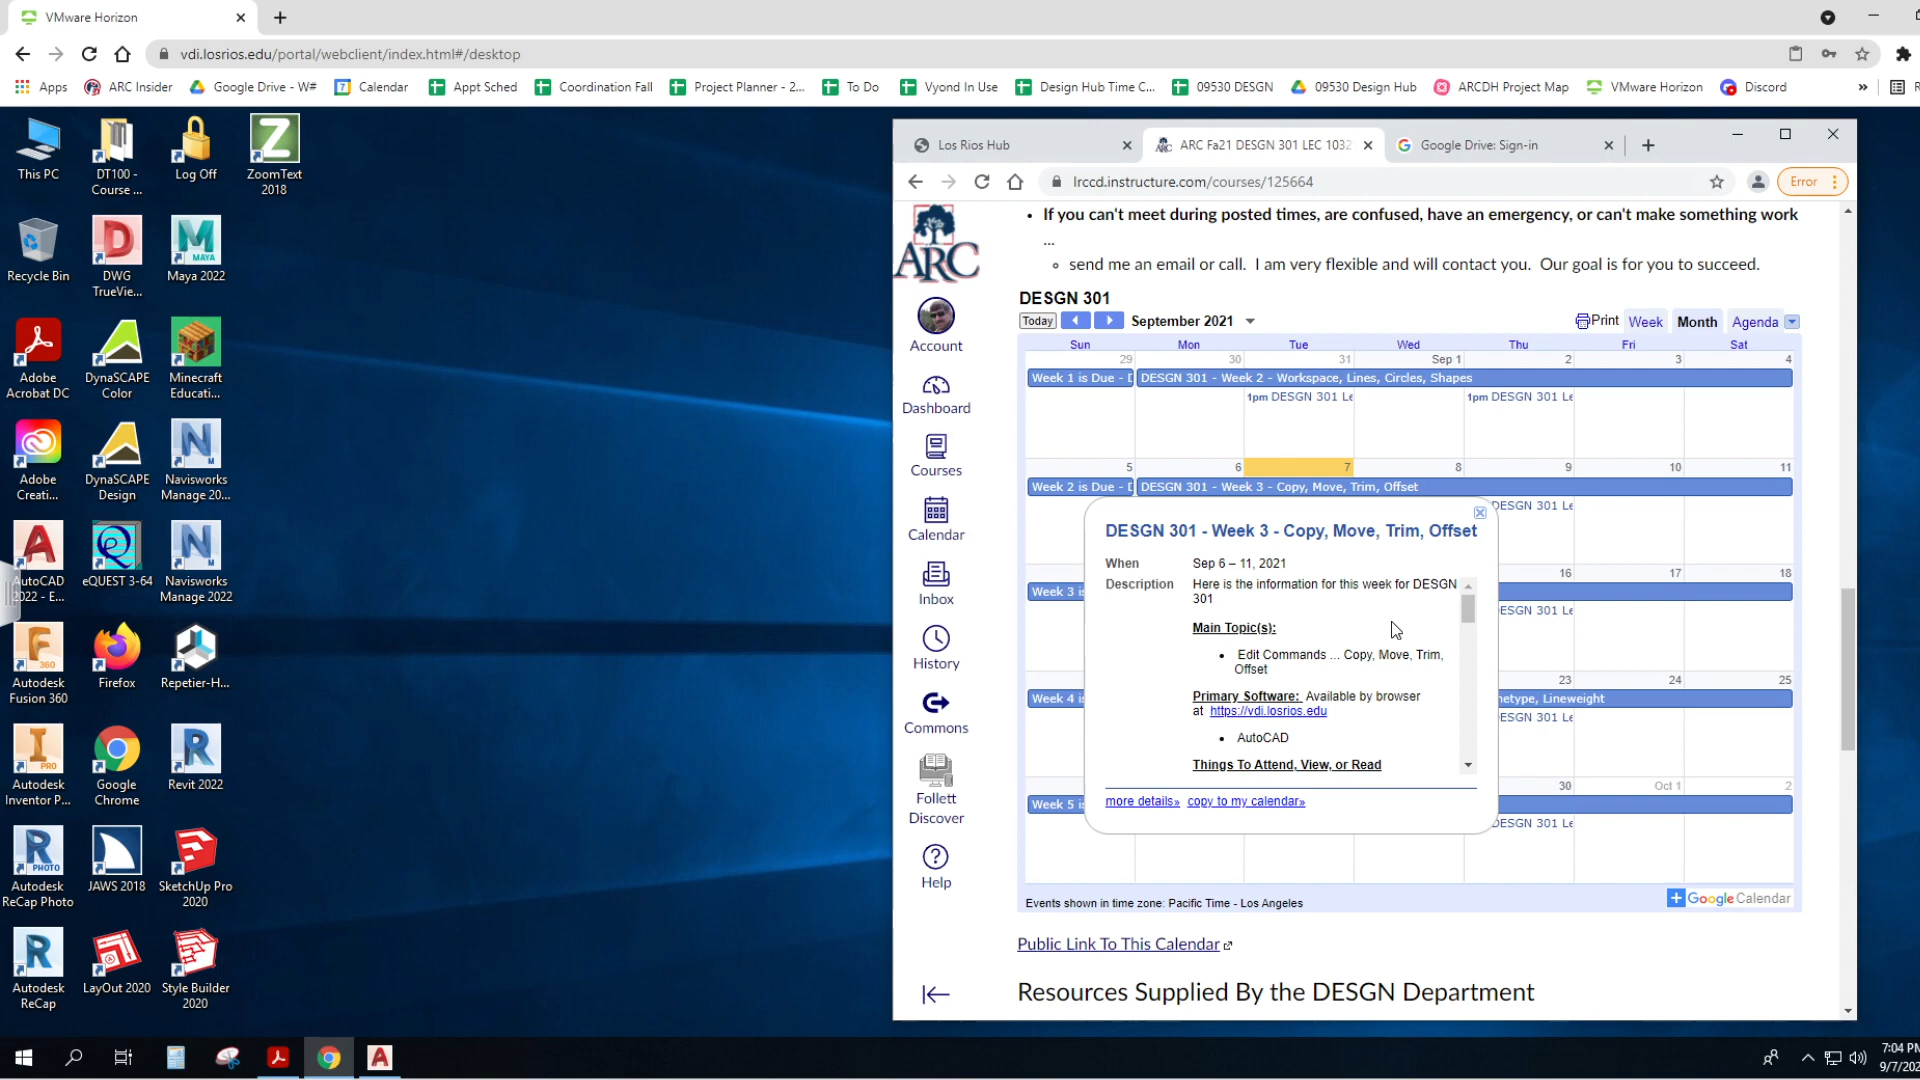 VMware Horizon
vdi.losrios.edu/portal/webclient/index.html#/desktop
Apps ARC Insider Google Drive - W# Calendar Appt Sched Coordination Fall Project Planner - 2... To Do Vyond In Use Design Hub Time C... 09530 DESGN 09530 Design Hub ARCDH Project Map VMware Horizon Discord »
This PC
DT100 -
Course ...
Log Off
ZoomText
2018
Recycle Bin
DWG
TrueVie...
Maya 2022
Adobe
Acrobat DC
DynaSCAPE
Color
Minecraft
Educati...
Adobe
Creati...
DynaSCAPE
Design
Navisworks
Manage 20...
AutoCAD
2022 - E...
eQUEST 3-64
Navisworks
Manage 2022
Autodesk
Fusion 360
Firefox
Repetier-H...
Autodesk
Inventor P...
Google
Chrome
Revit 2022
Autodesk
ReCap Photo
JAWS 2018
SketchUp Pro
2020
Autodesk
ReCap
LayOut 2020
Style Builder
2020
Los Rios Hub
ARC Fa21 DESGN 301 LEC 1032
Google Drive: Sign-in
lrccd.instructure.com/courses/125664
Error
ARC
Account
Dashboard
Courses
Calendar
Inbox
History
Commons
Follett
Discover
Help
• If you can't meet during posted times, are confused, have an emergency, or can't make something work
...
send me an email or call. I am very flexible and will contact you. Our goal is for you to succeed.
DESGN 301
Today September 2021 Print Week Month Agenda
Sun Mon Tue Wed Thu Fri Sat
29 30 31 Sep 1 2 3 4
Week 1 is Due - D DESGN 301 - Week 2 - Workspace, Lines, Circles, Shapes
1pm DESGN 301 Le 1pm DESGN 301 Le
5 6 7 8 9 10 11
Week 2 is Due - D DESGN 301 - Week 3 - Copy, Move, Trim, Offset
DESGN 301 Le
16 17 18
Week 3 is
DESGN 301 Le
23 24 25
Week 4 is netype, Lineweight
DESGN 301 Le
30 Oct 1 2
Week 5 is
DESGN 301 Le
DESGN 301 - Week 3 - Copy, Move, Trim, Offset
When Sep 6 – 11, 2021
Description Here is the information for this week for DESGN
301
Main Topic(s):
• Edit Commands ... Copy, Move, Trim,
Offset
Primary Software: Available by browser
at https://vdi.losrios.edu
• AutoCAD
Things To Attend, View, or Read
more details» copy to my calendar»
Events shown in time zone: Pacific Time - Los Angeles
Google Calendar
Public Link To This Calendar
Resources Supplied By the DESGN Department
7:04 PM
9/7/202